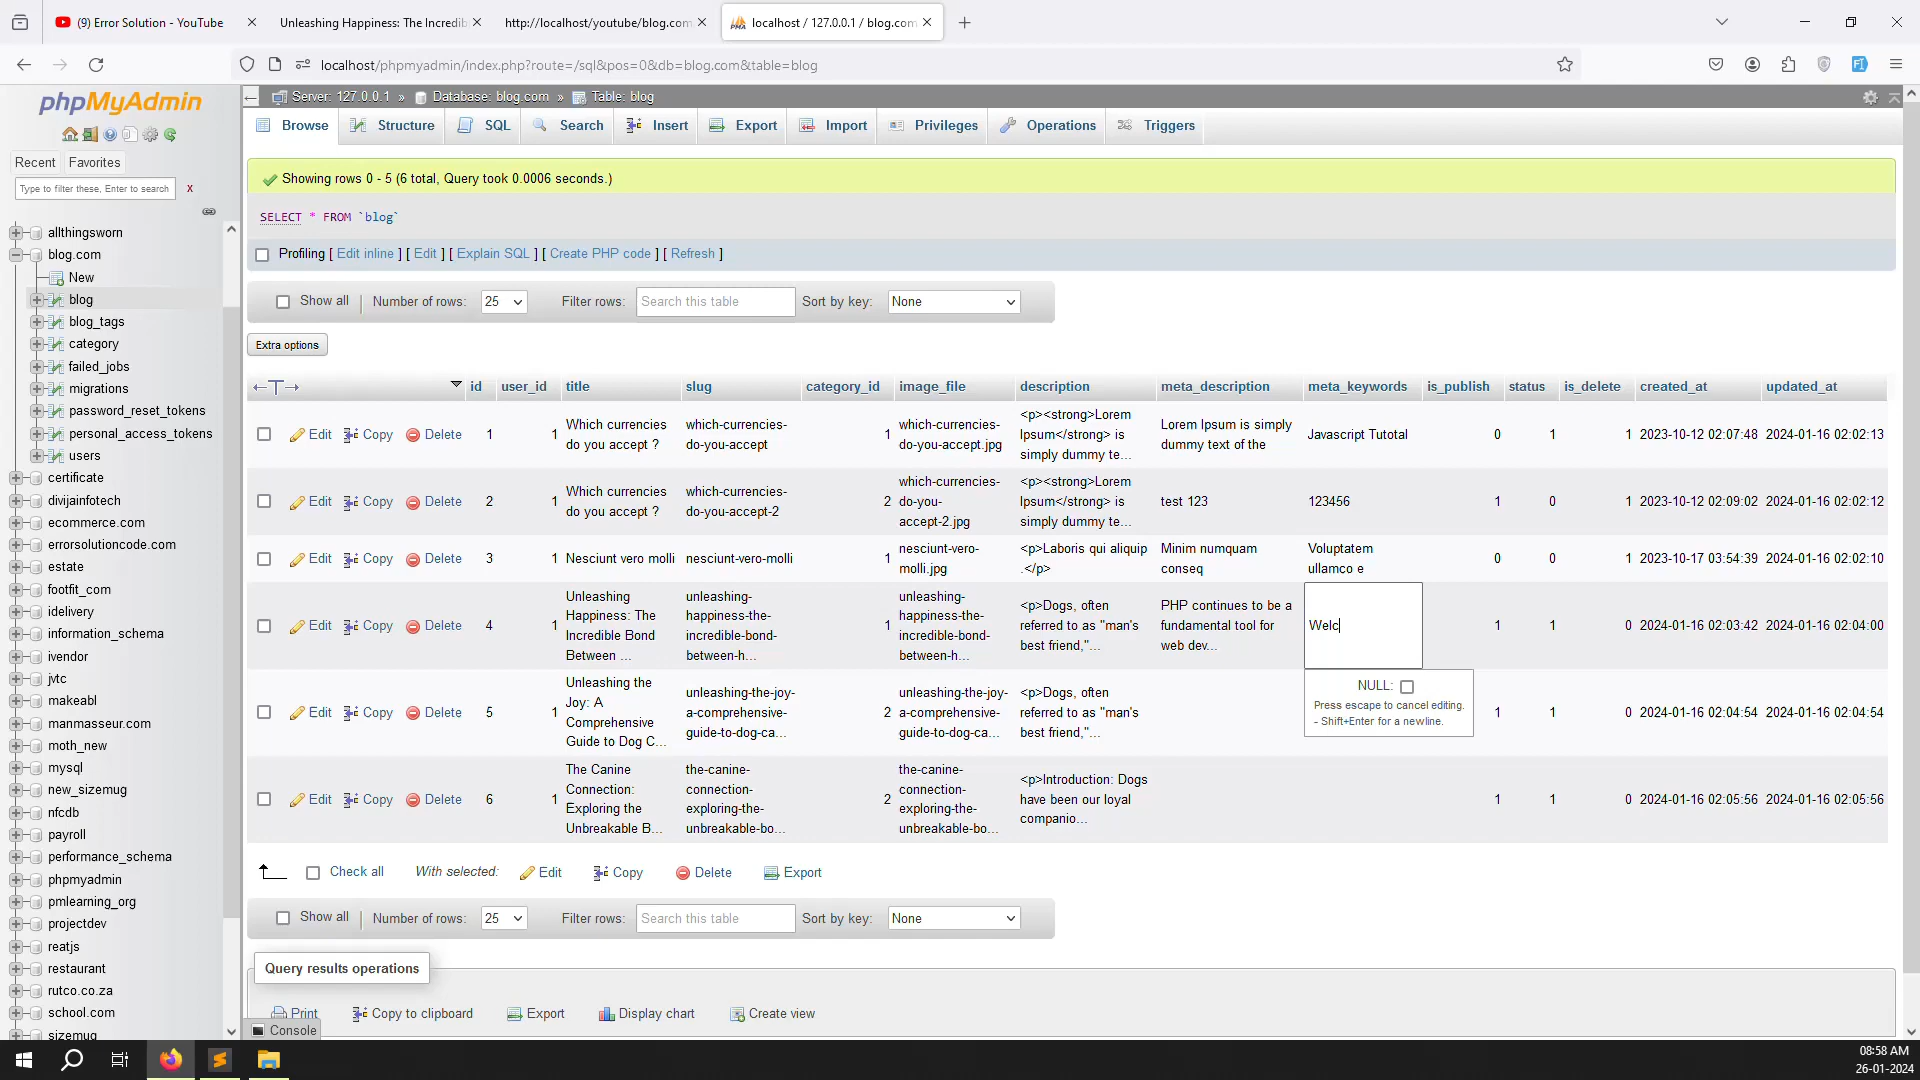 (9) Error Solution - YouTube
Unleashing Happiness: The Incredib
http://localhost/youtube/blog.com
localhost / 127.0.0.1 / blog.com
localhost/phpmyadmin/index.php?route=/sql&pos=0&db=blog.com&table=blog
phpMyAdmin
Recent
Favorites
Type to filter these, Enter to search
X
allthingsworn
blog.com
New
blog
blog_tags
category
failed_jobs
migrations
password_reset_tokens
personal_access_tokens
users
certificate
divijainfotech
ecommerce.com
errorsolutioncode.com
estate
footfit_com
idelivery
information_schema
ivendor
jvtc
makeabl
manmasseur.com
moth_new
mysql
new_sizemug
nfcdb
payroll
performance_schema
phpmyadmin
pmlearning_org
projectdev
reatjs
restaurant
rutco.co.za
school.com
sizemug
Server: 127.0.0.1 » Database: blog.com » Table: blog
Browse Structure SQL Search Insert Export Import Privileges Operations Triggers
Showing rows 0 - 5 (6 total, Query took 0.0006 seconds.)
SELECT * FROM `blog`
Profiling [ Edit inline ] [ Edit ] [ Explain SQL ] [ Create PHP code ] [ Refresh ]
Show all Number of rows: 25 Filter rows: Search this table Sort by key: None
Extra options
id user_id title slug category_id image_file description meta_description meta_keywords is_publish status is_delete created_at updated_at
Edit Copy Delete 1 1
Which currencies
do you accept ?
which-currencies-
do-you-accept
1
which-currencies-
do-you-accept.jpg
<p><strong>Lorem
Ipsum</strong> is
simply dummy te...
Lorem Ipsum is simply
dummy text of the
Javascript Tutotal 0 1 1 2023-10-12 02:07:48 2024-01-16 02:02:13
Edit Copy Delete 2 1
Which currencies
do you accept ?
which-currencies-
do-you-accept-2
2
which-currencies-
do-you-
accept-2.jpg
<p><strong>Lorem
Ipsum</strong> is
simply dummy te...
test 123 123456 1 0 1 2023-10-12 02:09:02 2024-01-16 02:02:12
Edit Copy Delete 3 1 Nesciunt vero molli nesciunt-vero-molli 1
nesciunt-vero-
molli.jpg
<p>Laboris qui aliquip
.</p>
Minim numquam
conseq
Voluptatem
ullamco e
0 0 1 2023-10-17 03:54:39 2024-01-16 02:02:10
Edit Copy Delete 4 1
Unleashing
Happiness: The
Incredible Bond
Between ...
unleashing-
happiness-the-
incredible-bond-
between-h...
1
unleashing-
happiness-the-
incredible-bond-
between-h...
<p>Dogs, often
referred to as "man's
best friend,"...
PHP continues to be a
fundamental tool for
web dev...
Welc
1 1 0 2024-01-16 02:03:42 2024-01-16 02:04:00
NULL:
Press escape to cancel editing.
- Shift+Enter for a newline.
Edit Copy Delete 5 1
Unleashing the
Joy: A
Comprehensive
Guide to Dog C...
unleashing-the-joy-
a-comprehensive-
guide-to-dog-ca...
2
unleashing-the-joy-
a-comprehensive-
guide-to-dog-ca...
<p>Dogs, often
referred to as "man's
best friend,"...
1 1 0 2024-01-16 02:04:54 2024-01-16 02:04:54
Edit Copy Delete 6 1
The Canine
Connection:
Exploring the
Unbreakable B...
the-canine-
connection-
exploring-the-
unbreakable-bo...
2
the-canine-
connection-
exploring-the-
unbreakable-bo...
<p>Introduction: Dogs
have been our loyal
companio...
1 1 0 2024-01-16 02:05:56 2024-01-16 02:05:56
Check all With selected: Edit Copy Delete Export
Show all Number of rows: 25 Filter rows: Search this table Sort by key: None
Query results operations
Print Copy to clipboard Export Display chart Create view
Console
08:58 AM
26-01-2024